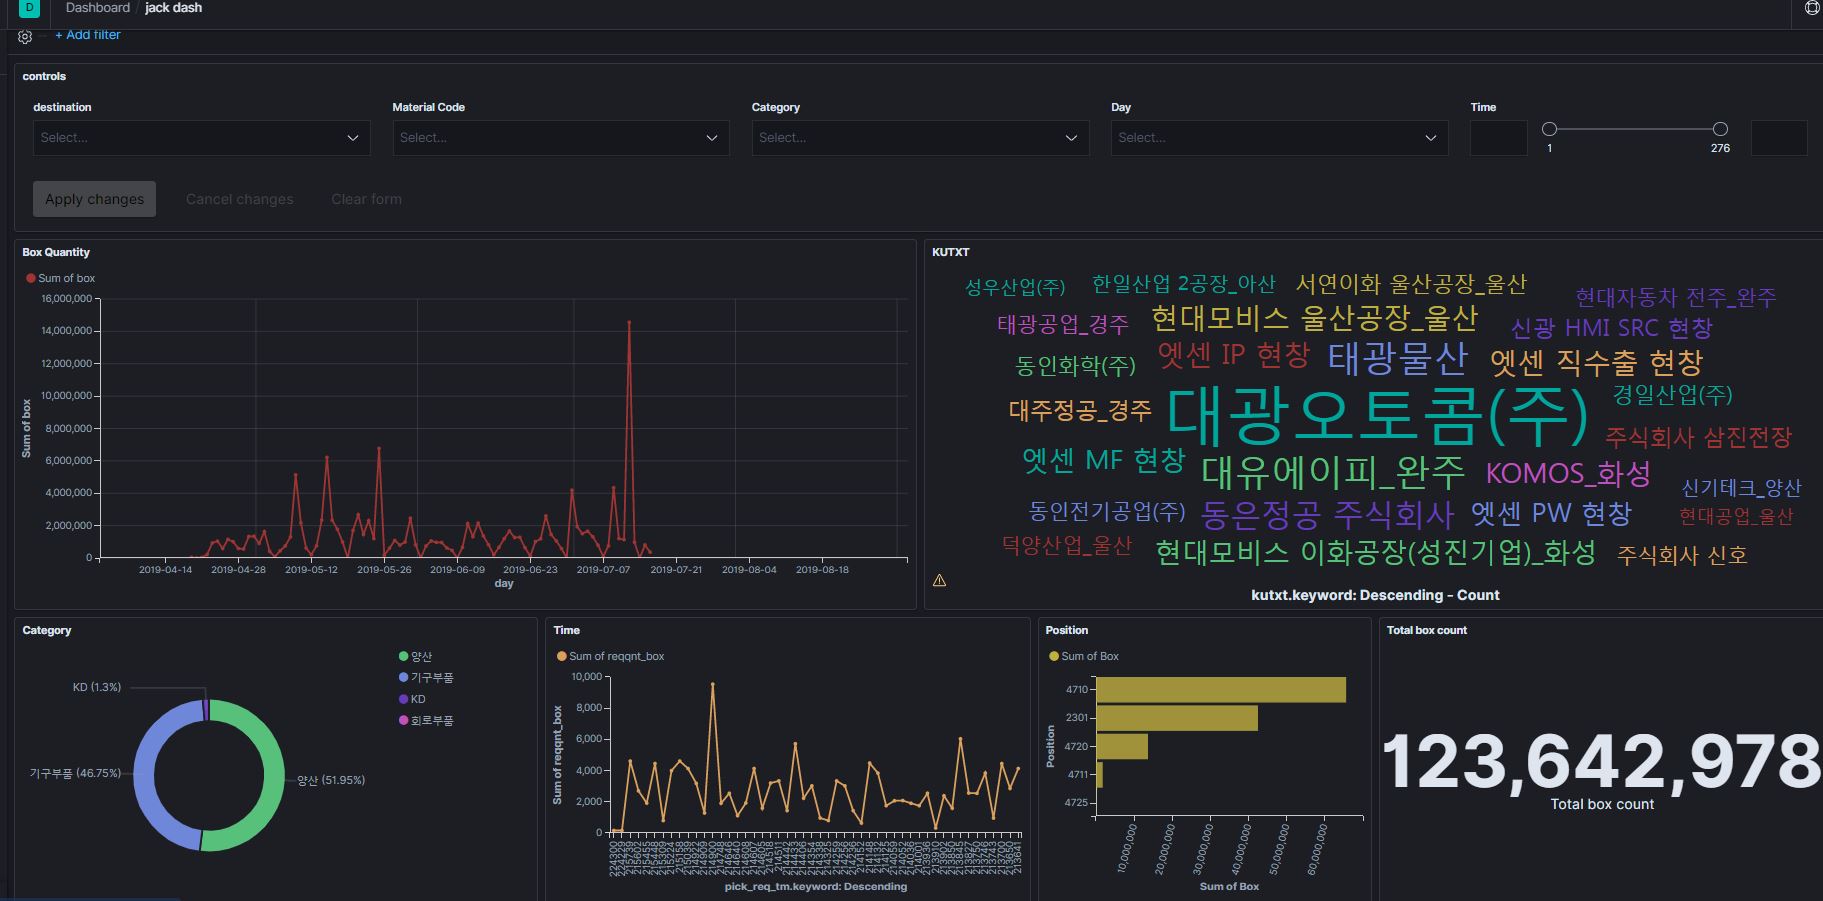 D Dashboard / jack dash
+ Add filter
controls
destination Material Code Category Day Time
Select... Select... Select... Select...
1 276
Apply changes Cancel changes Clear form
Box Quantity
Sum of box
16,000,000
14,000,000
12,000,000
10,000,000
8,000,000
6,000,000
4,000,000
2,000,000
0
Sum of box
2019-04-14 2019-04-28 2019-05-12 2019-05-26 2019-06-09 2019-06-23 2019-07-07 2019-07-21 2019-08-04 2019-08-18
day
KUTXT
성우산업(주) 한일산업 2공장_아산 서연이화 울산공장_울산
현대자동차 전주_완주
태광공업_경주 현대모비스 울산공장_울산 신광 HMI SRC 현창
동인화학(주) 엣센 IP 현창 태광물산 엣센 직수출 현창
대주정공_경주 대광오토콤(주) 경일산업(주)
주식회사 삼진전장
엣센 MF 현창 대유에이피_완주 KOMOS_화성
신기테크_양산
동인전기공업(주) 동은정공 주식회사 엣센 PW 현창 현대공업_울산
덕양산업_울산 현대모비스 이화공장(성진기업)_화성 주식회사 신호
kutxt.keyword: Descending - Count
Category
양산
기구부품
KD
회로부품
KD (1.3%)
기구부품 (46.75%)
양산 (51.95%)
Time
Sum of reqqnt_box
10,000
8,000
6,000
4,000
2,000
0
Sum of reqqnt_box
pick_req_tm.keyword: Descending
Position
Sum of Box
4710
2301
4720
4711
4725
Position
10,000,000 20,000,000 30,000,000 40,000,000 50,000,000 60,000,000
Sum of Box
Total box count
123,642,978
Total box count